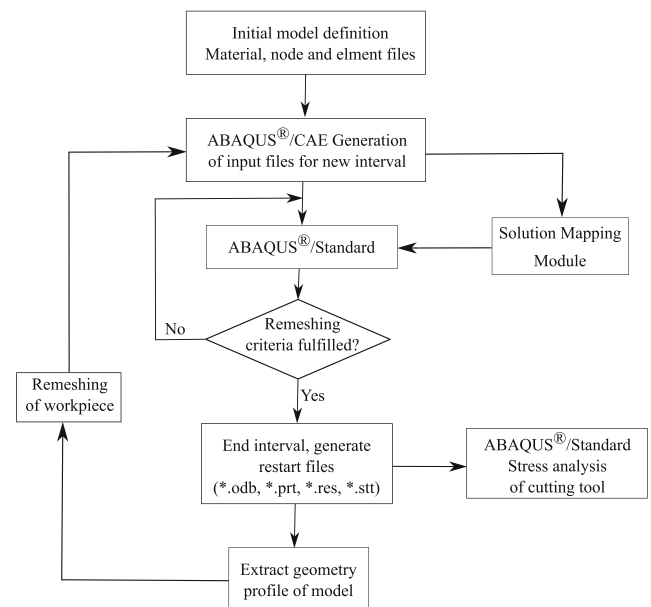 Initial model definition
Material, node and elment files
ABAQUS®/CAE Generation
of input files for new interval
Solution Mapping
Module
ABAQUS®/Standard
No
Remeshing
criteria fulfilled?
Yes
Remeshing
of workpiece
End interval, generate
restart files
(*.odb, *.prt, *.res, *.stt)
ABAQUS®/Standard
Stress analysis
of cutting tool
Extract geometry
profile of model